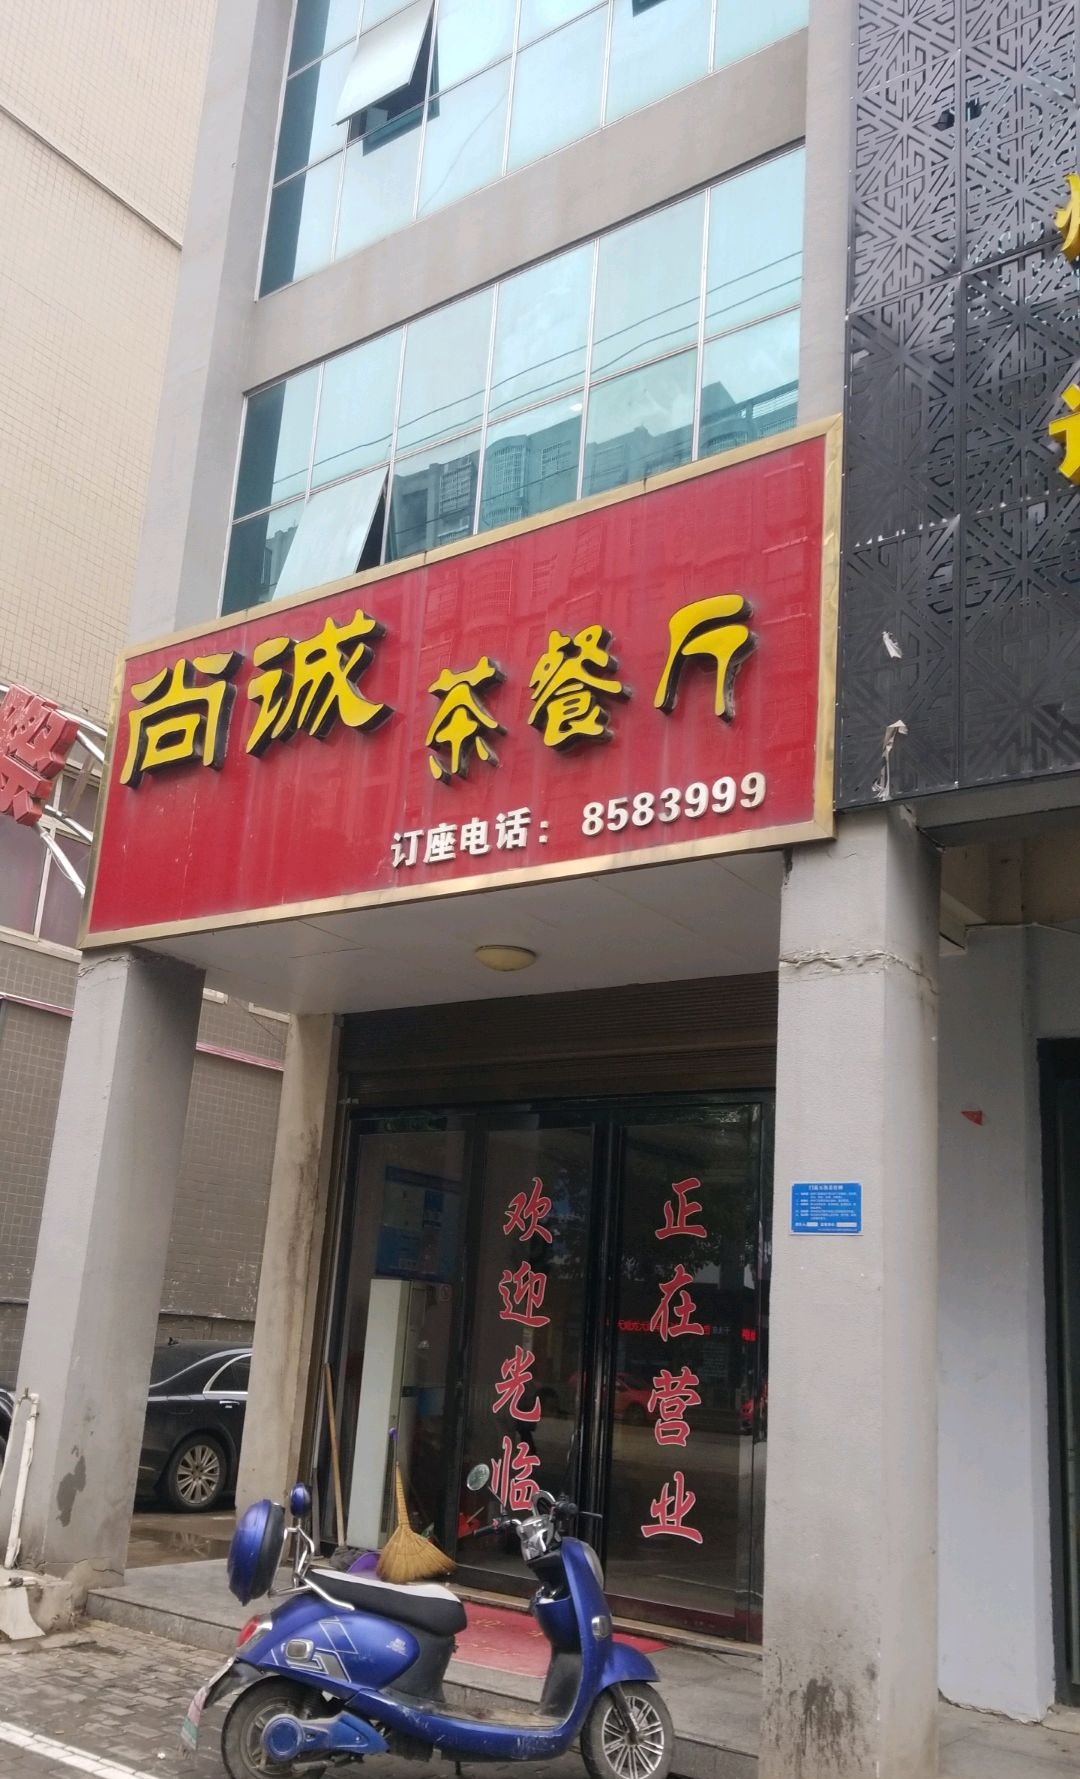 尚诚 茶餐厅
订座电话：8583999
欢迎光临
正在营业